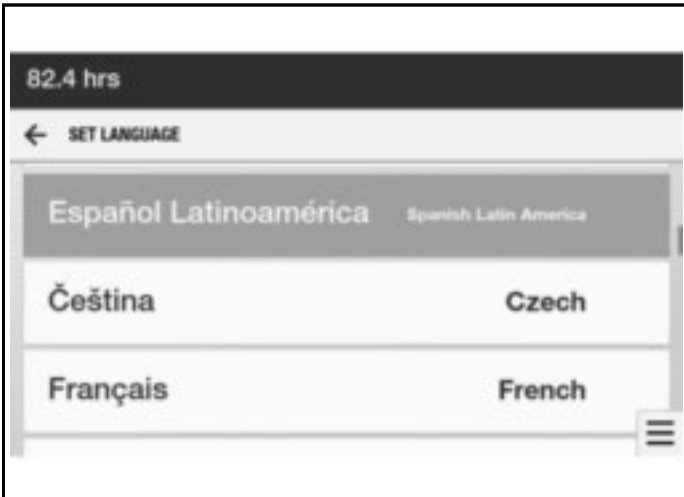 82.4 hrs
← SET LANGUAGE
Español Latinoamérica Spanish Latin America
Čeština Czech
Français French